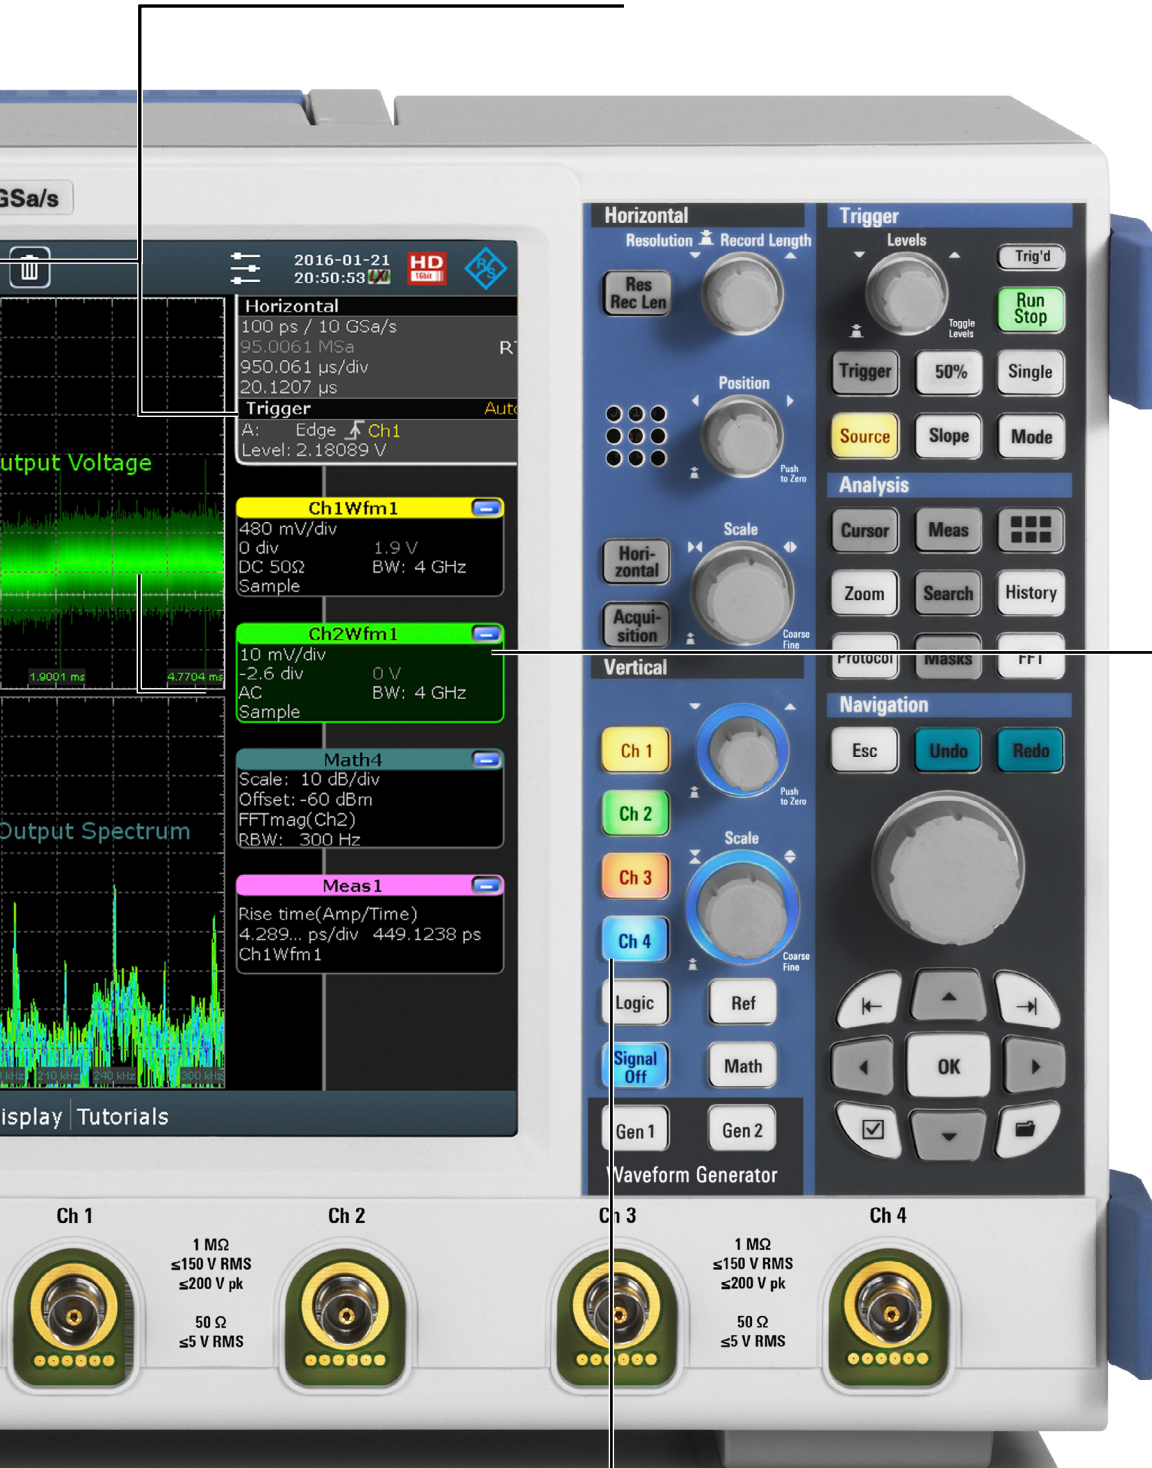 GSa/s
2016-01-21
20:50:53
HD
16bit
R S
Horizontal
100 ps / 10 GSa/s
95.0061 MSa
950.061 µs/div
20.1207 µs
Trigger
A: Edge Ch1
Level: 2.18089 V
utput Voltage
1.9001 ms
4.7704 ms
Ch1Wfm1
480 mV/div
0 div 1.9 V
DC 50Ω BW: 4 GHz
Sample
Ch2Wfm1
10 mV/div
-2.6 div 0 V
AC BW: 4 GHz
Sample
Math4
Scale: 10 dB/div
Offset: -60 dBm
FFTmag(Ch2)
RBW: 300 Hz
Output Spectrum
210 kHz
240 kHz
300 kHz
Meas1
Rise time(Amp/Time)
4.289... ps/div 449.1238 ps
Ch1Wfm1
isplay
Tutorials
Horizontal
Resolution Record Length
Res
Rec Len
Position
Push
to Zero
Scale
Hori-
zontal
Acqui-
sition
Coarse
Fine
Vertical
Ch 1
Push
to Zero
Ch 2
Scale
Ch 3
Ch 4
Coarse
Fine
Logic
Ref
Signal
Off
Math
Gen 1
Gen 2
Waveform Generator
Trigger
Levels
Trig'd
Run
Stop
Toggle
Levels
Trigger
50%
Single
Source
Slope
Mode
Analysis
Cursor
Meas
Zoom
Search
History
Protocol
Masks
FFT
Navigation
Esc
Undo
Redo
OK
Ch 1
1 MΩ
≤150 V RMS
≤200 V pk
50 Ω
≤5 V RMS
Ch 2
Ch 3
1 MΩ
≤150 V RMS
≤200 V pk
50 Ω
≤5 V RMS
Ch 4